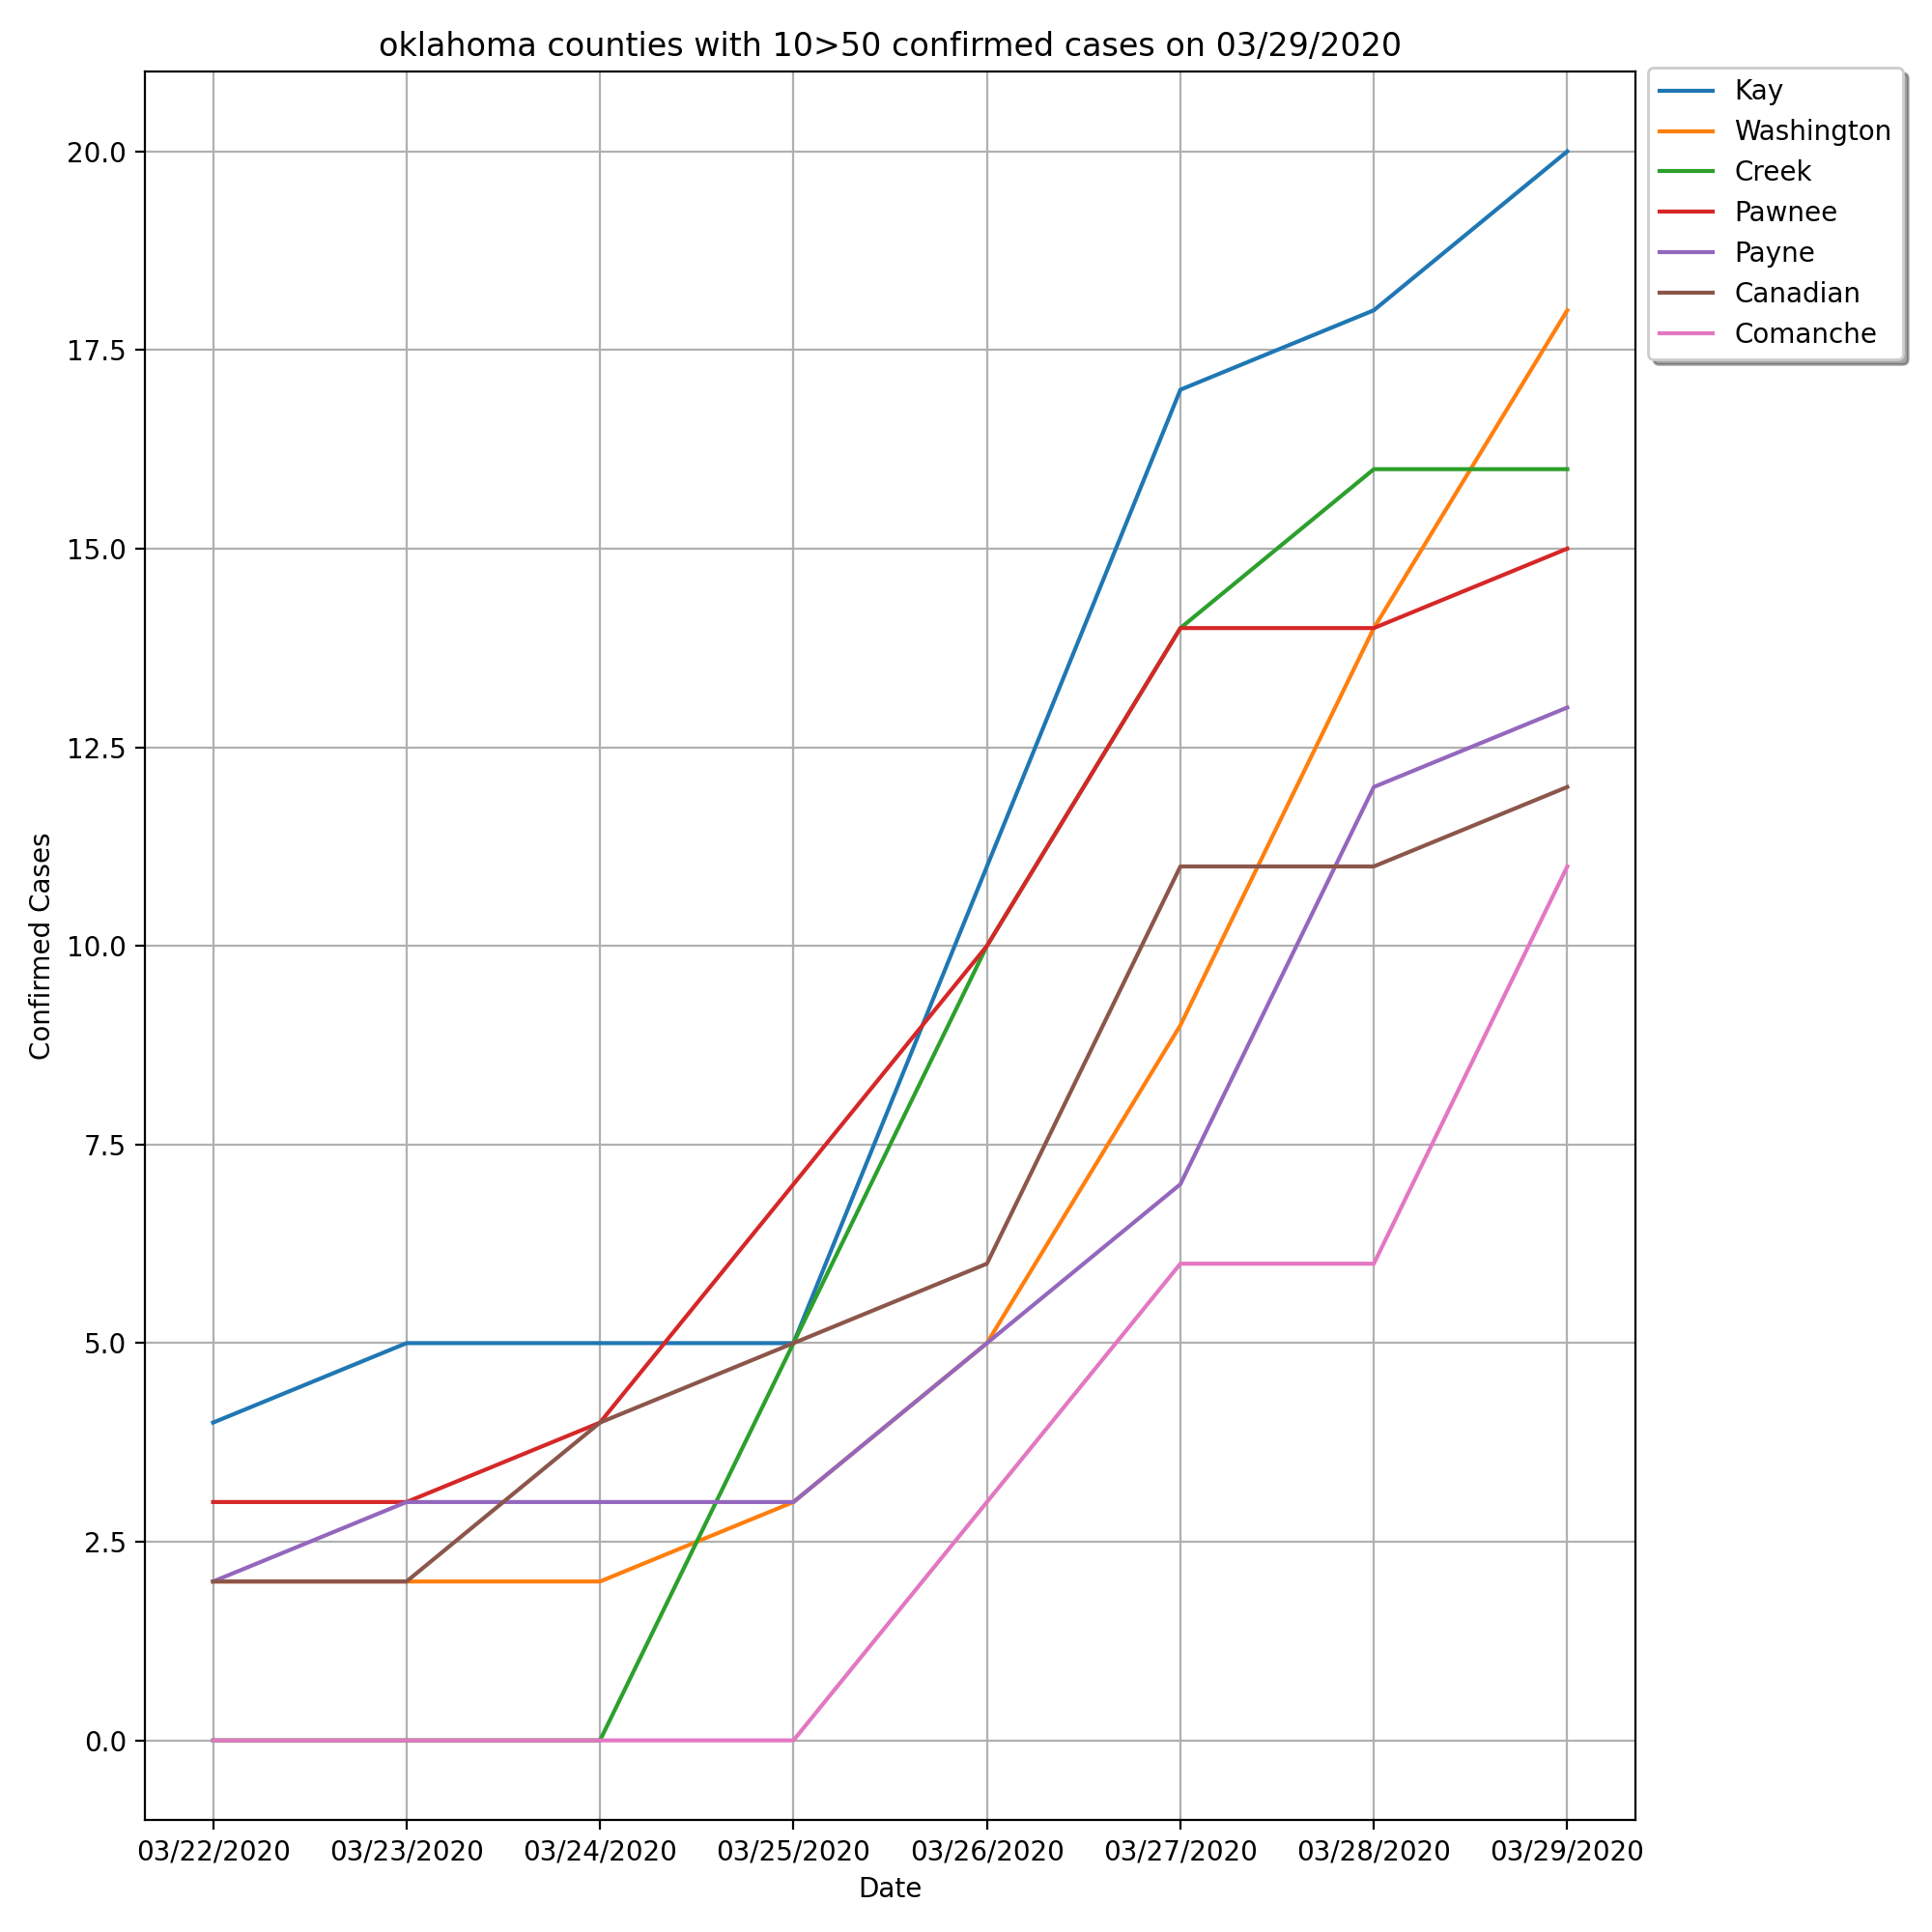 oklahoma counties with 10>50 confirmed cases on 03/29/2020
Kay
Washington
Creek
Pawnee
Payne
Canadian
Comanche
20.0
17.5
15.0
12.5
10.0
7.5
5.0
2.5
0.0
Confirmed Cases
03/22/2020 03/23/2020 03/24/2020 03/25/2020 03/26/2020 03/27/2020 03/28/2020 03/29/2020
Date